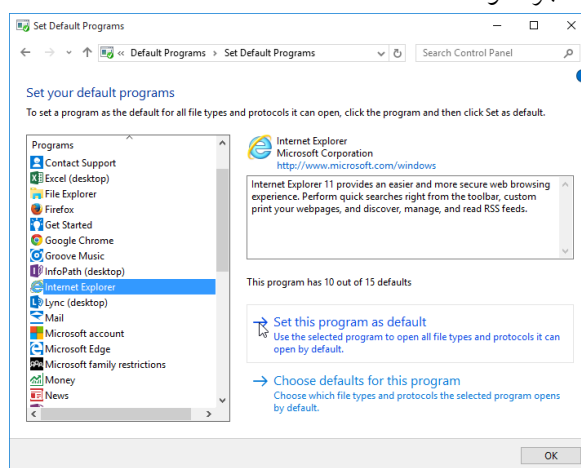 Set Default Programs
« Default Programs › Set Default Programs
Search Control Panel
Set your default programs
To set a program as the default for all file types and protocols it can open, click the program and then click Set as default.
Programs
Contact Support
Excel (desktop)
File Explorer
Firefox
Get Started
Google Chrome
Groove Music
InfoPath (desktop)
Internet Explorer
Lync (desktop)
Mail
Microsoft account
Microsoft Edge
Microsoft family restrictions
Money
News
Internet Explorer
Microsoft Corporation
http://www.microsoft.com/windows
Internet Explorer 11 provides an easier and more secure web browsing
experience. Perform quick searches right from the toolbar, custom
print your webpages, and discover, manage, and read RSS feeds.
This program has 10 out of 15 defaults
Set this program as default
Use the selected program to open all file types and protocols it can
open by default.
Choose defaults for this program
Choose which file types and protocols the selected program opens
by default.
OK